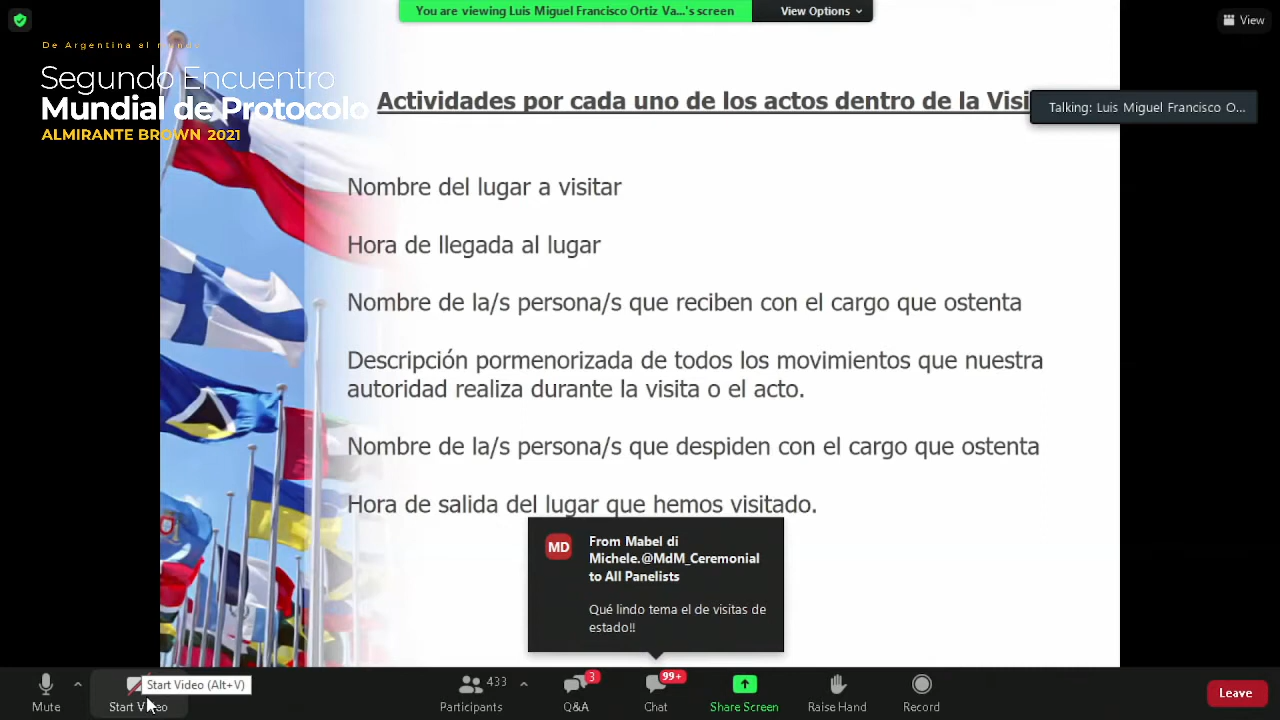 You are viewing Luis Miguel Francisco Ortiz Va...'s screen
View Options
View
De Argentina al mundo
Segundo Encuentro
Mundial de Protocolo
ALMIRANTE BROWN 2021
Actividades por cada uno de los actos dentro de la Visi
Talking: Luis Miguel Francisco O...
Nombre del lugar a visitar
Hora de llegada al lugar
Nombre de la/s persona/s que reciben con el cargo que ostenta
Descripción pormenorizada de todos los movimientos que nuestra
autoridad realiza durante la visita o el acto.
Nombre de la/s persona/s que despiden con el cargo que ostenta
Hora de salida del lugar que hemos visitado.
MD
From Mabel di
Michele.@MdM_Ceremonial
to All Panelists
Qué lindo tema el de visitas de
estado!!
Start Video (Alt+V)
433
3
99+
Mute
Start Video
Participants
Q&A
Chat
Share Screen
Raise Hand
Record
Leave